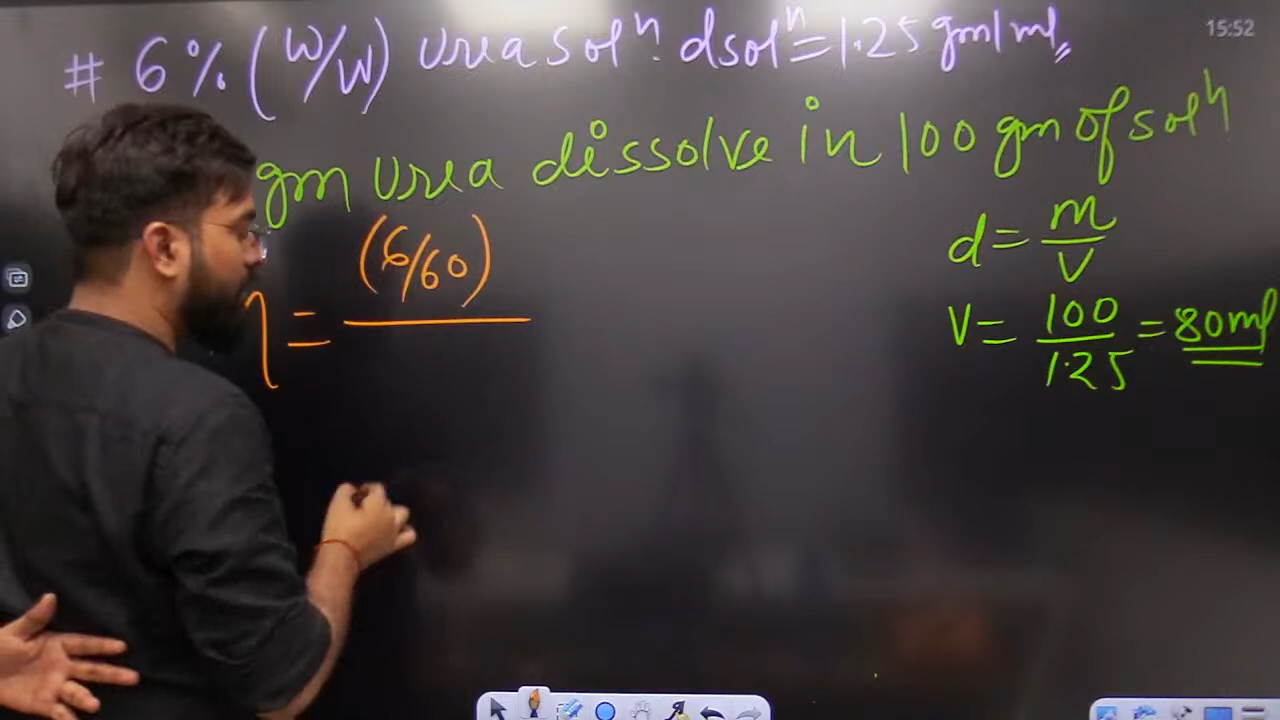 # 6% (W/W) urea solⁿ. dsolⁿ = 1.25 gm/ml
15:52
gm urea dissolve in 100 gm of solⁿ
d = m/V
(6/60)
=
V = 100/1.25 = 80ml